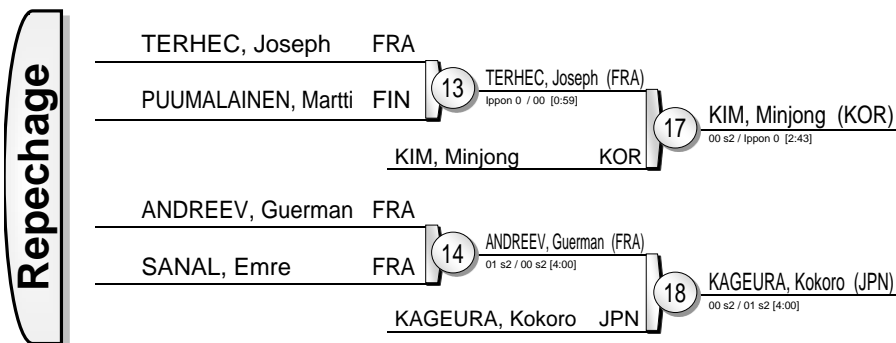 Repechage
TERHEC, Joseph FRA
PUUMALAINEN, Martti FIN
13
TERHEC, Joseph (FRA)
Ippon 0 / 00 [0:59]
KIM, Minjong KOR
17
KIM, Minjong (KOR)
00 s2 / Ippon 0 [2:43]
ANDREEV, Guerman FRA
SANAL, Emre FRA
14
ANDREEV, Guerman (FRA)
01 s2 / 00 s2 [4:00]
KAGEURA, Kokoro JPN
18
KAGEURA, Kokoro (JPN)
00 s2 / 01 s2 [4:00]